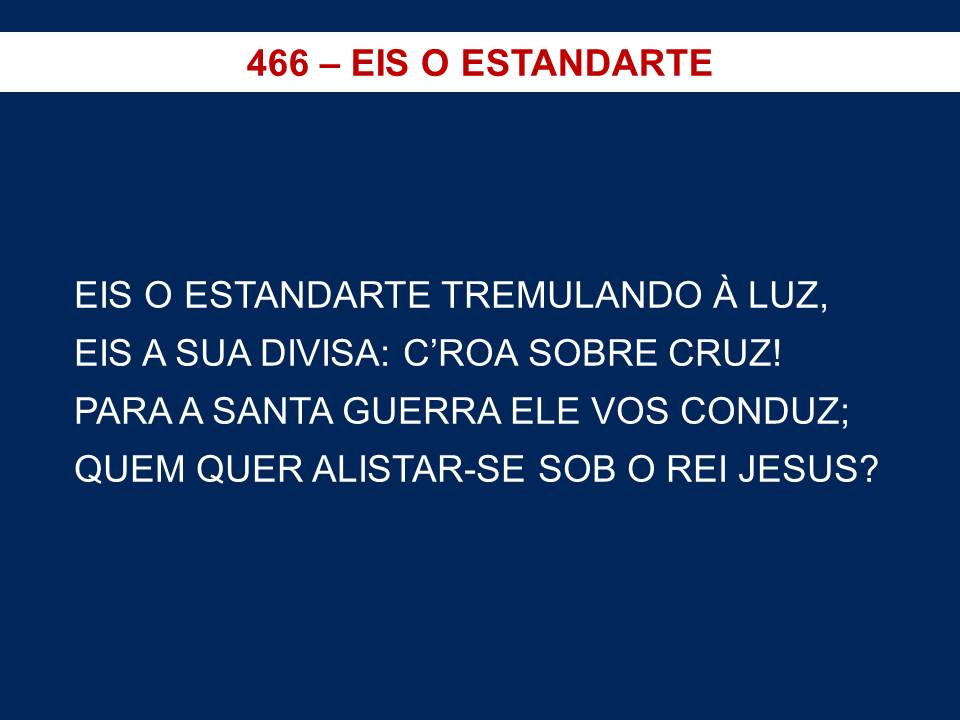 466 – EIS O ESTANDARTE
EIS O ESTANDARTE TREMULANDO À LUZ,
EIS A SUA DIVISA: C’ROA SOBRE CRUZ!
PARA A SANTA GUERRA ELE VOS CONDUZ;
QUEM QUER ALISTAR-SE SOB O REI JESUS?